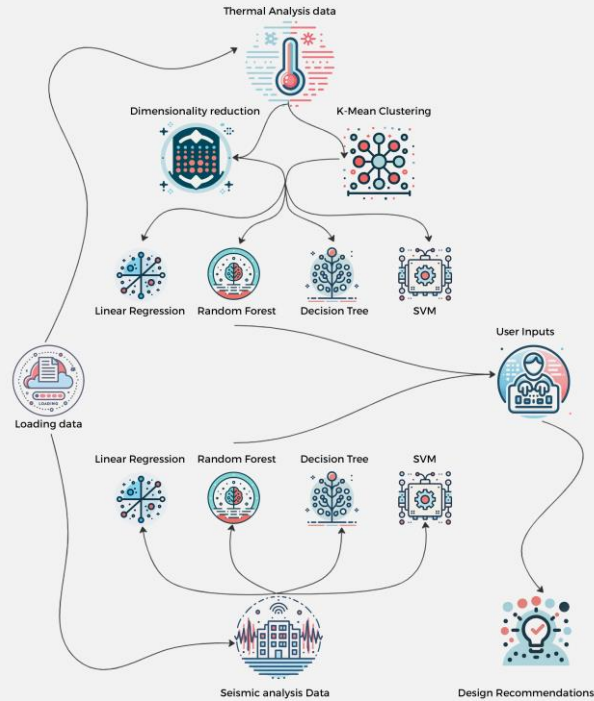 Thermal Analysis data
Dimensionality reduction
K-Mean Clustering
Linear Regression
Random Forest
Decision Tree
SVM
User Inputs
LOADING
Loading data
Linear Regression
Random Forest
Decision Tree
SVM
Seismic analysis Data
Design Recommendations